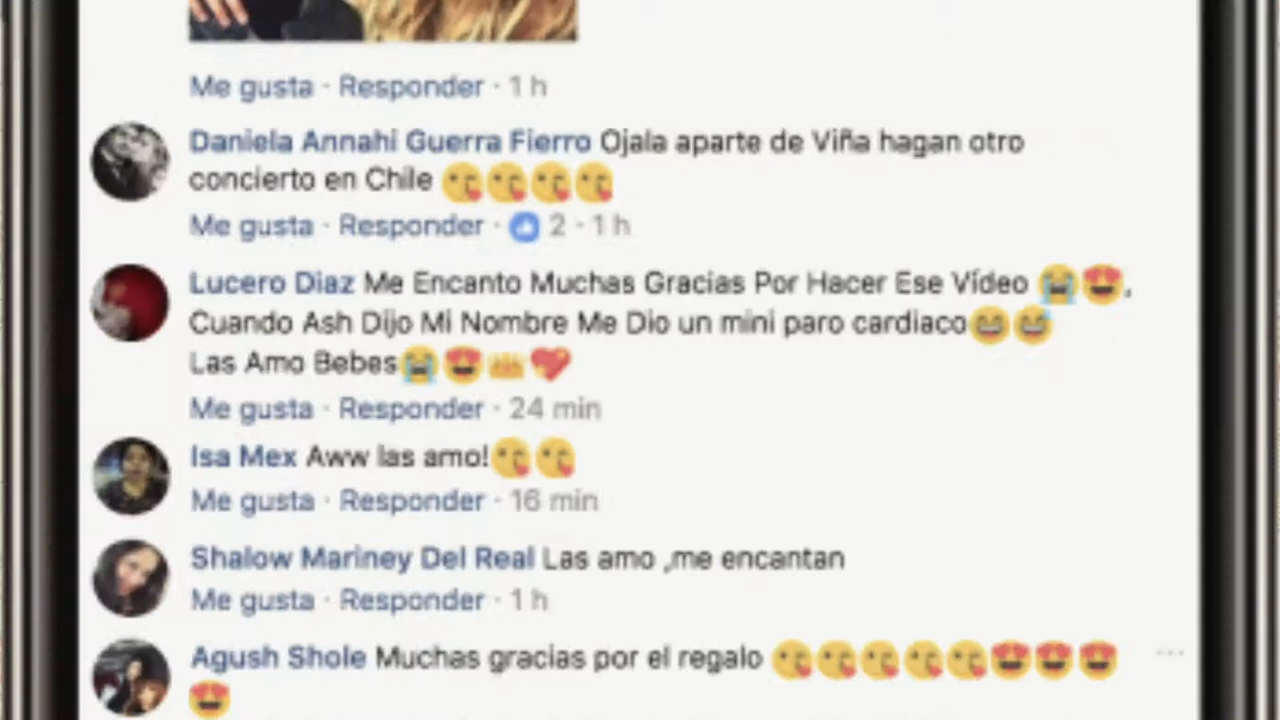 Me gusta · Responder · 1 h
Daniela Annahi Guerra Fierro Ojala aparte de Viña hagan otro
concierto en Chile 😘😘😘😘
Me gusta · Responder · 2 · 1 h
Lucero Diaz Me Encanto Muchas Gracias Por Hacer Ese Vídeo 😭😍,
Cuando Ash Dijo Mi Nombre Me Dio un mini paro cardiaco😅😅
Las Amo Bebes😭😍👑💖
Me gusta · Responder · 24 min
Isa Mex Aww las amo!😘😘
Me gusta · Responder · 16 min
Shalow Mariney Del Real Las amo ,me encantan
Me gusta · Responder · 1 h
Agush Shole Muchas gracias por el regalo 😘😘😘😘😘😍😍😍
😍